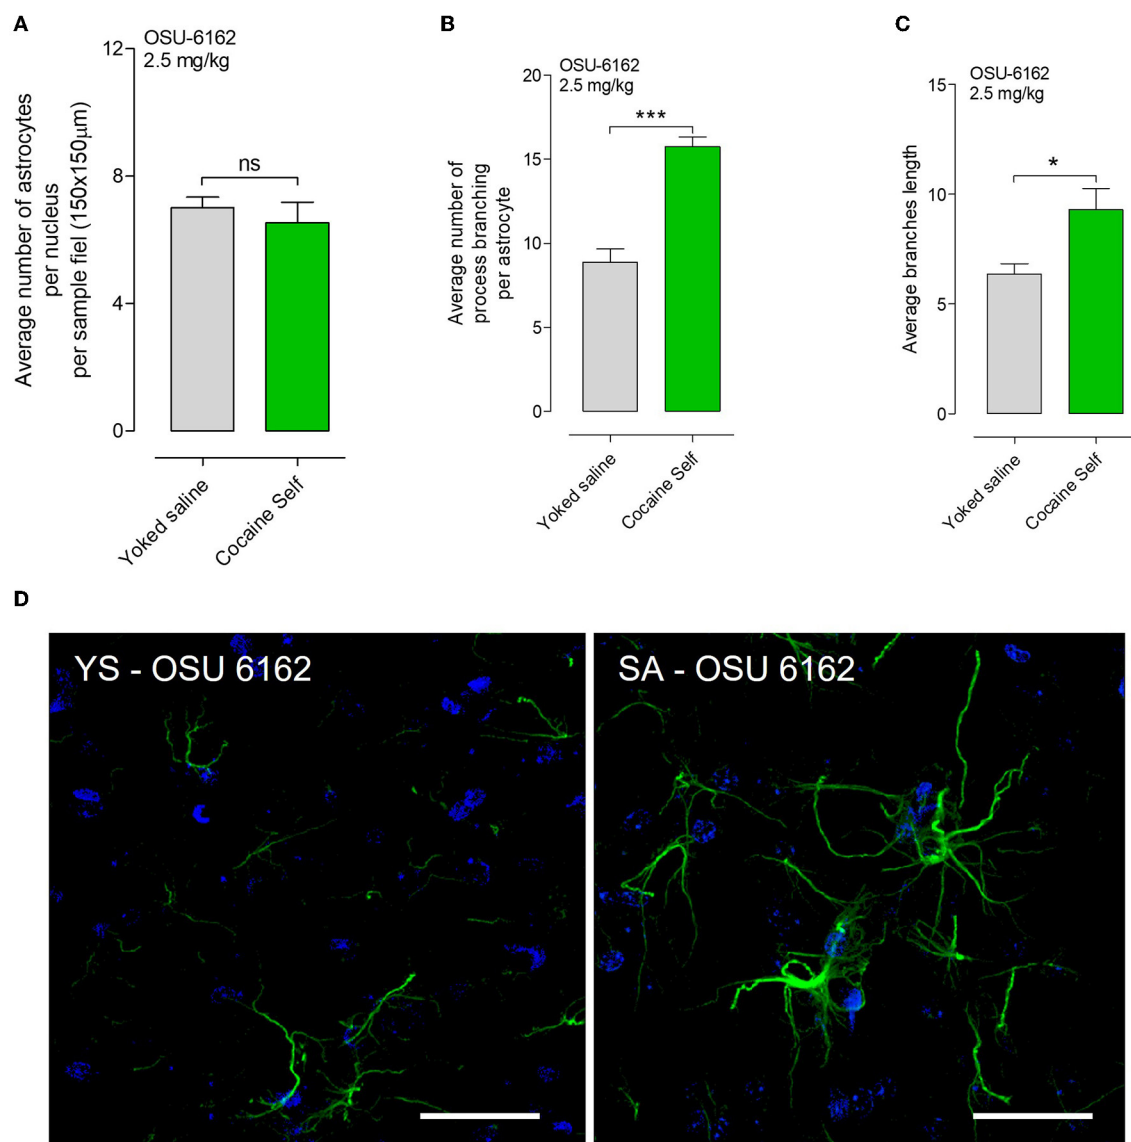 A
OSU-6162
2.5 mg/kg
Average number of astrocytes
per nucleus
per sample fiel (150x150μm)
12
8
4
0
ns
Yoked saline
Cocaine Self
B
OSU-6162
2.5 mg/kg
Average number of
process branching
per astrocyte
20
15
10
5
0
***
Yoked saline
Cocaine Self
C
OSU-6162
2.5 mg/kg
Average branches length
15
10
5
0
*
Yoked saline
Cocaine Self
D
YS - OSU 6162
SA - OSU 6162